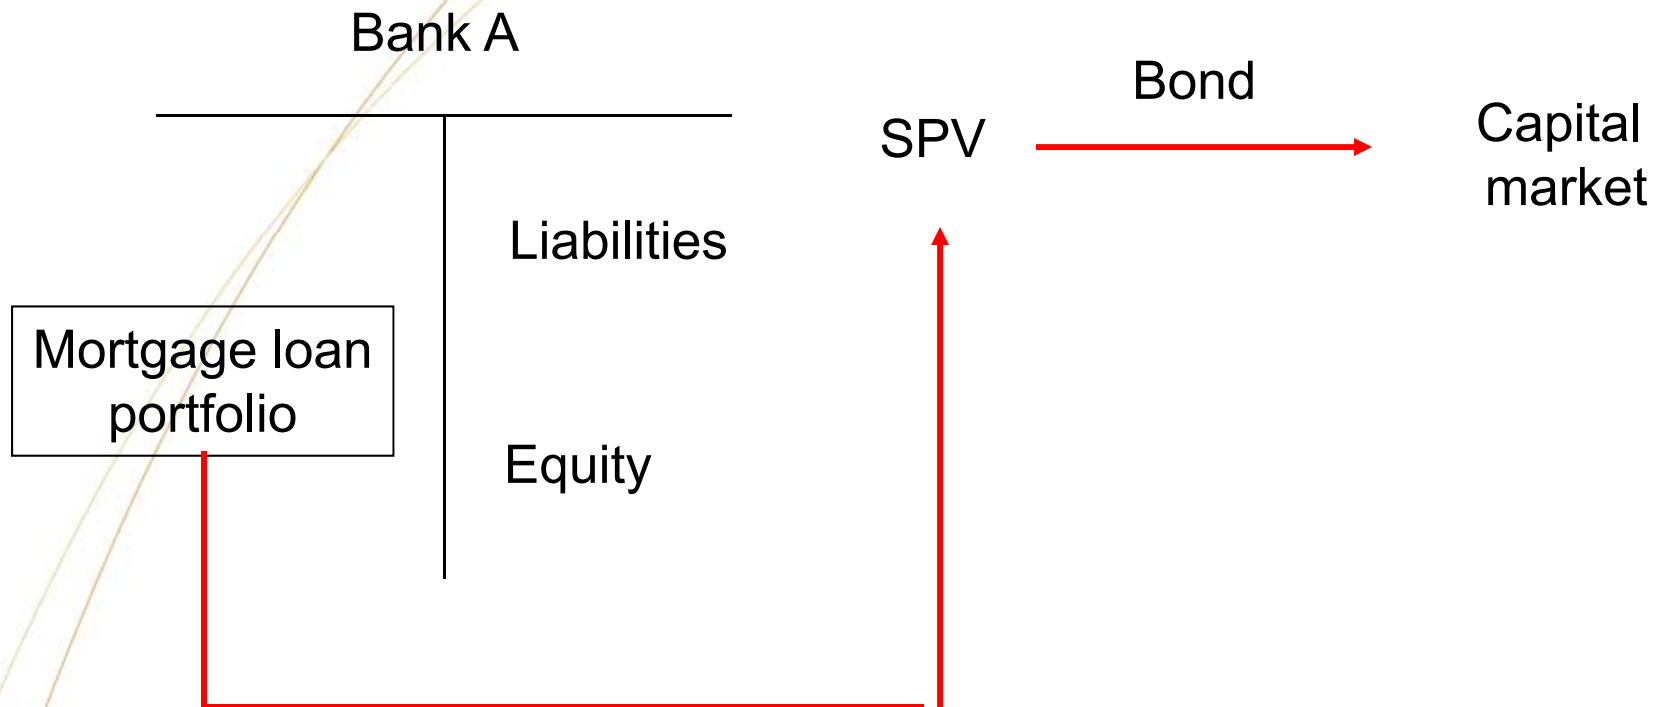 Bank A
Bond
SPV
Capital
market
Liabilities
Mortgage loan
portfolio
Equity